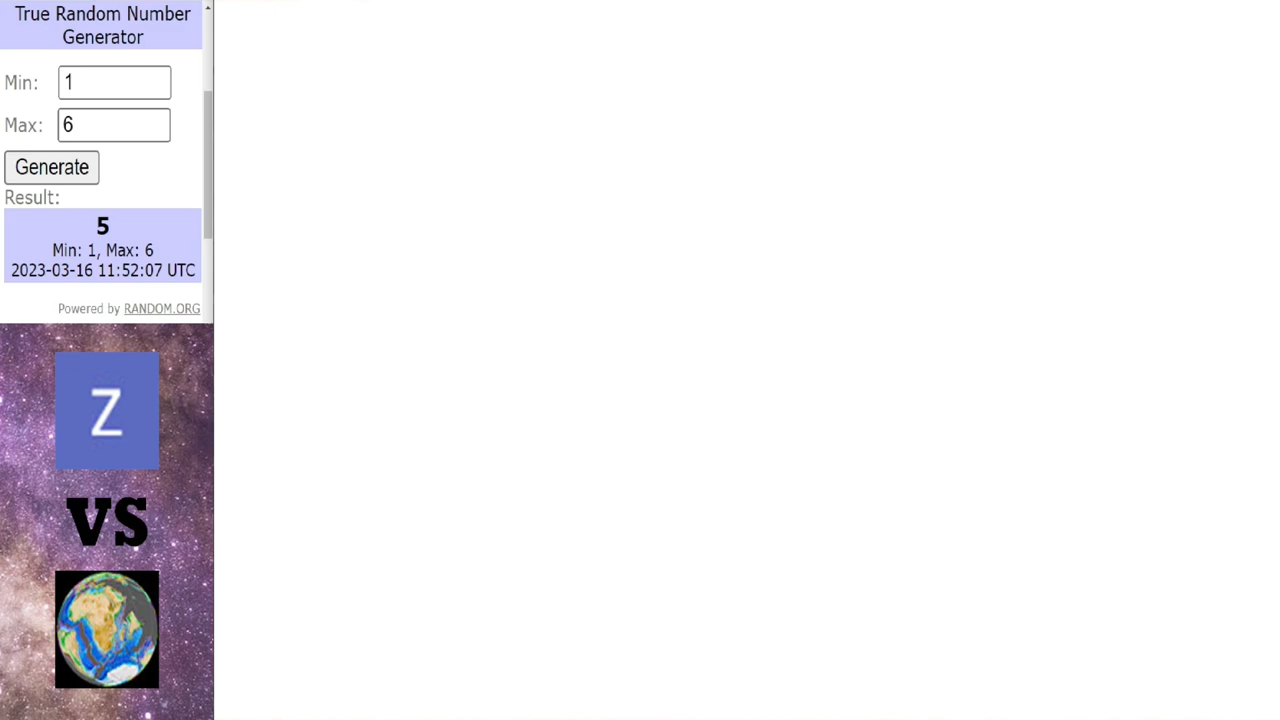 True Random Number
Generator
Min: 1
Max: 6
Generate
Result:
5
Min: 1, Max: 6
2023-03-16 11:52:07 UTC
Powered by RANDOM.ORG
Z
VS